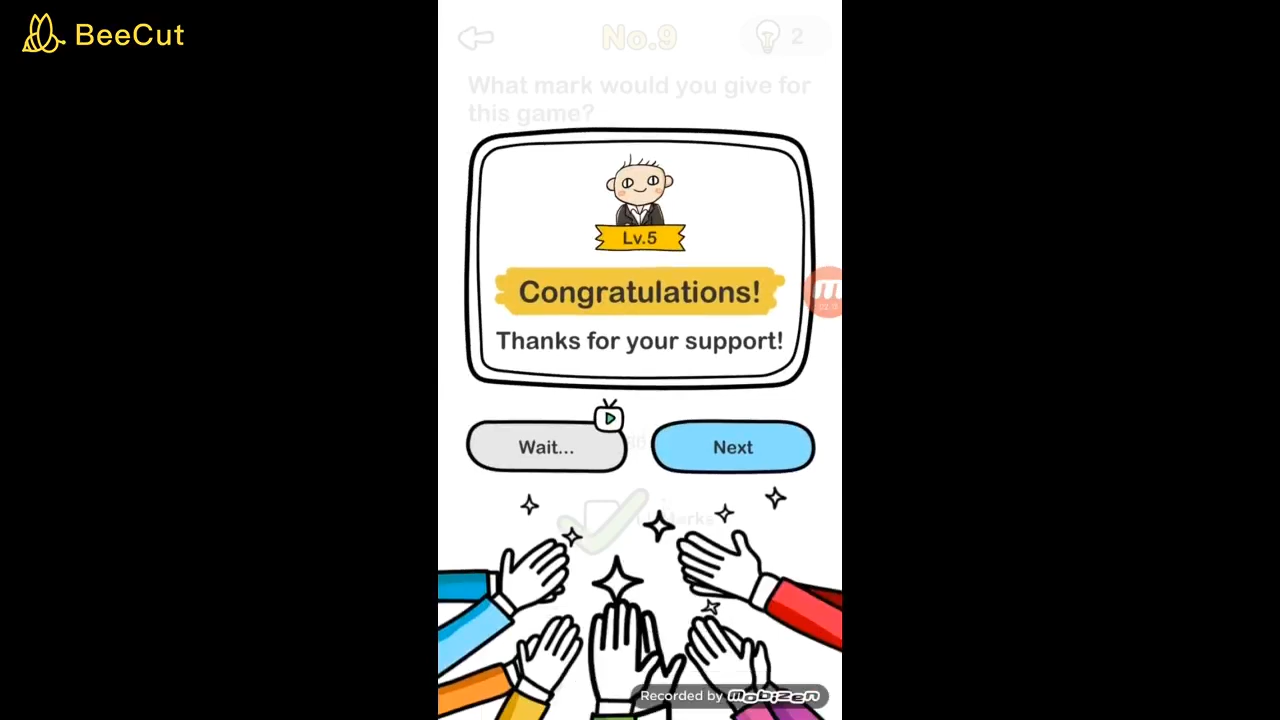 BeeCut
No.9
2
What mark would you give for
this game?
Lv.5
Congratulations!
Thanks for your support!
Wait...
Next
Recorded by Mobizen